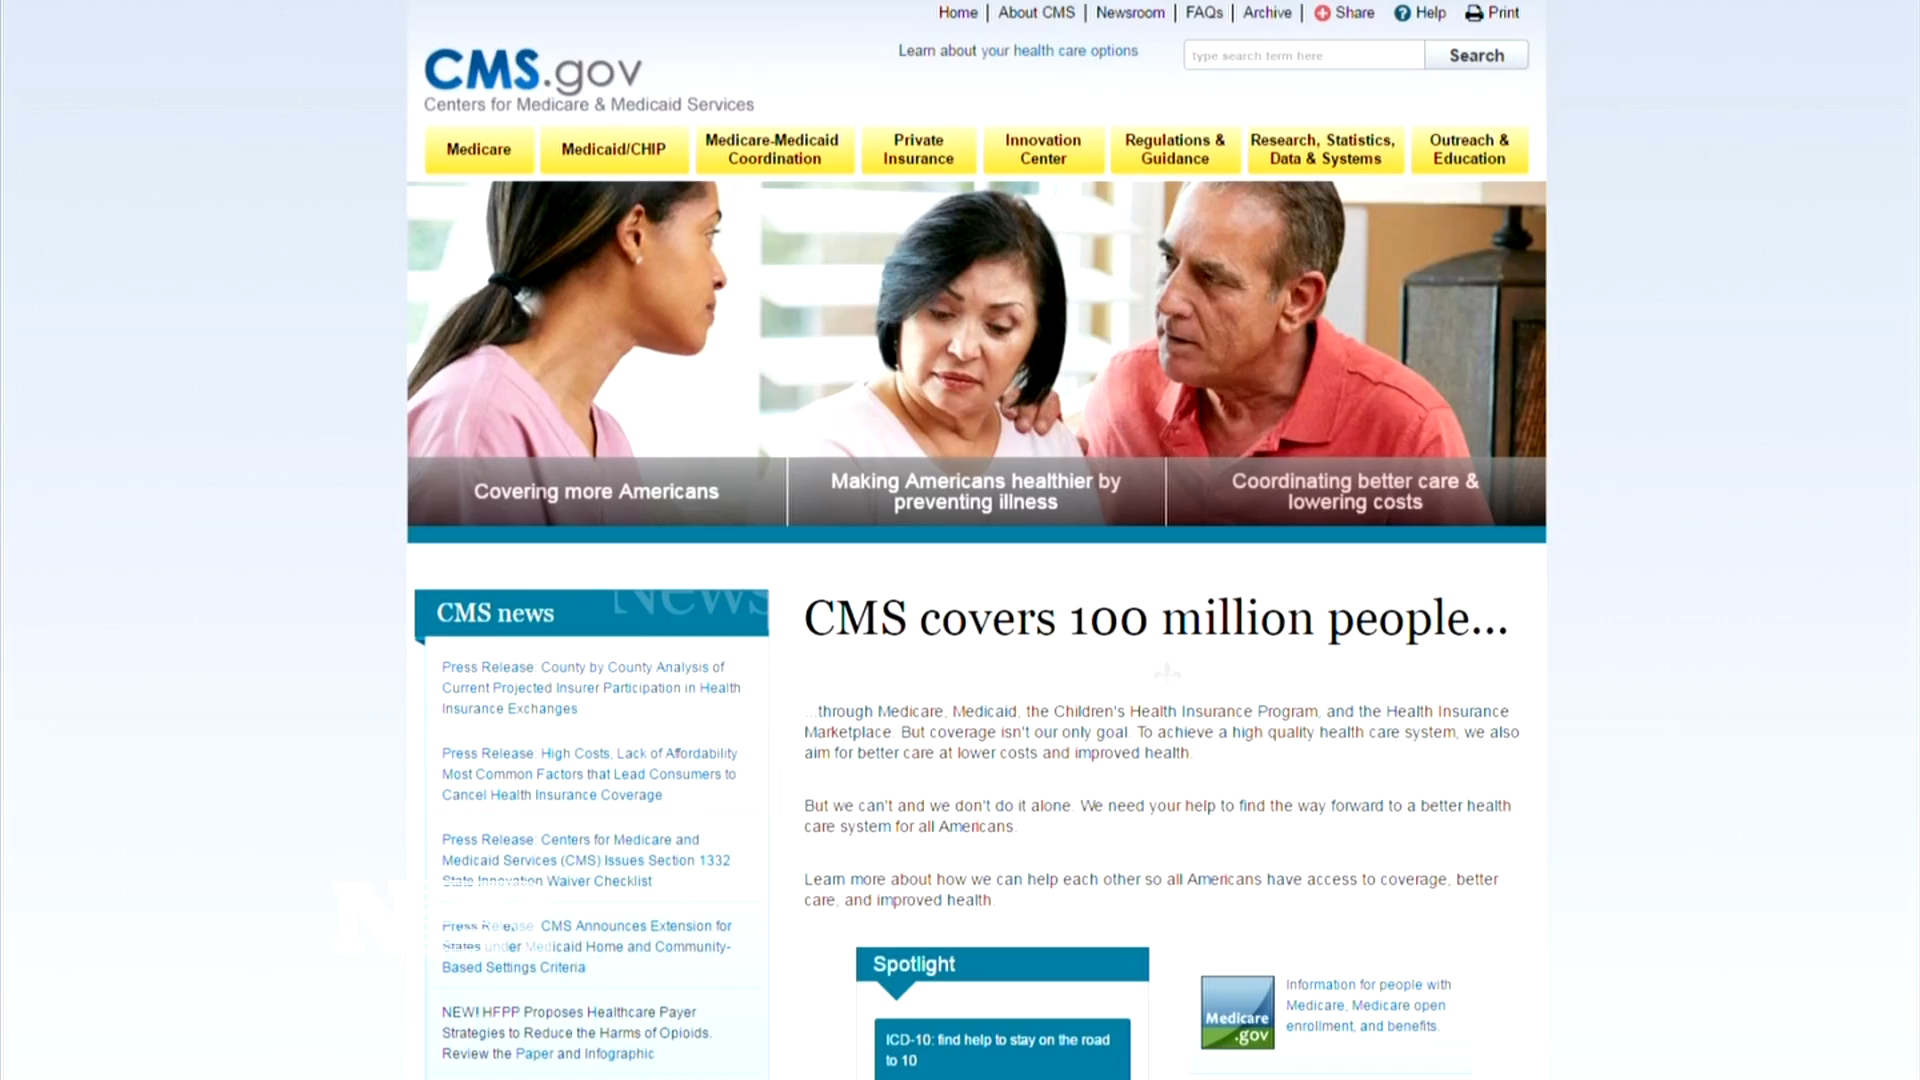 Home | About CMS | Newsroom | FAQs | Archive | Share Help Print
Learn about your health care options
type search term here
Search
CMS.gov
Centers for Medicare & Medicaid Services
Medicare
Medicaid/CHIP
Medicare-Medicaid
Coordination
Private
Insurance
Innovation
Center
Regulations &
Guidance
Research, Statistics,
Data & Systems
Outreach &
Education
Covering more Americans
Making Americans healthier by
preventing illness
Coordinating better care &
lowering costs
CMS news
News
Press Release: County by County Analysis of
Current Projected Insurer Participation in Health
Insurance Exchanges
Press Release: High Costs, Lack of Affordability
Most Common Factors that Lead Consumers to
Cancel Health Insurance Coverage
Press Release: Centers for Medicare and
Medicaid Services (CMS) Issues Section 1332
State Innovation Waiver Checklist
Press Release: CMS Announces Extension for
States under Medicaid Home and Community-
Based Settings Criteria
NEW! HFPP Proposes Healthcare Payer
Strategies to Reduce the Harms of Opioids.
Review the Paper and Infographic
CMS covers 100 million people...
...through Medicare, Medicaid, the Children's Health Insurance Program, and the Health Insurance
Marketplace. But coverage isn't our only goal. To achieve a high quality health care system, we also
aim for better care at lower costs and improved health.
But we can't and we don't do it alone. We need your help to find the way forward to a better health
care system for all Americans.
Learn more about how we can help each other so all Americans have access to coverage, better
care, and improved health.
Spotlight
ICD-10: find help to stay on the road
to 10
Medicare
.gov
Information for people with
Medicare, Medicare open
enrollment, and benefits.